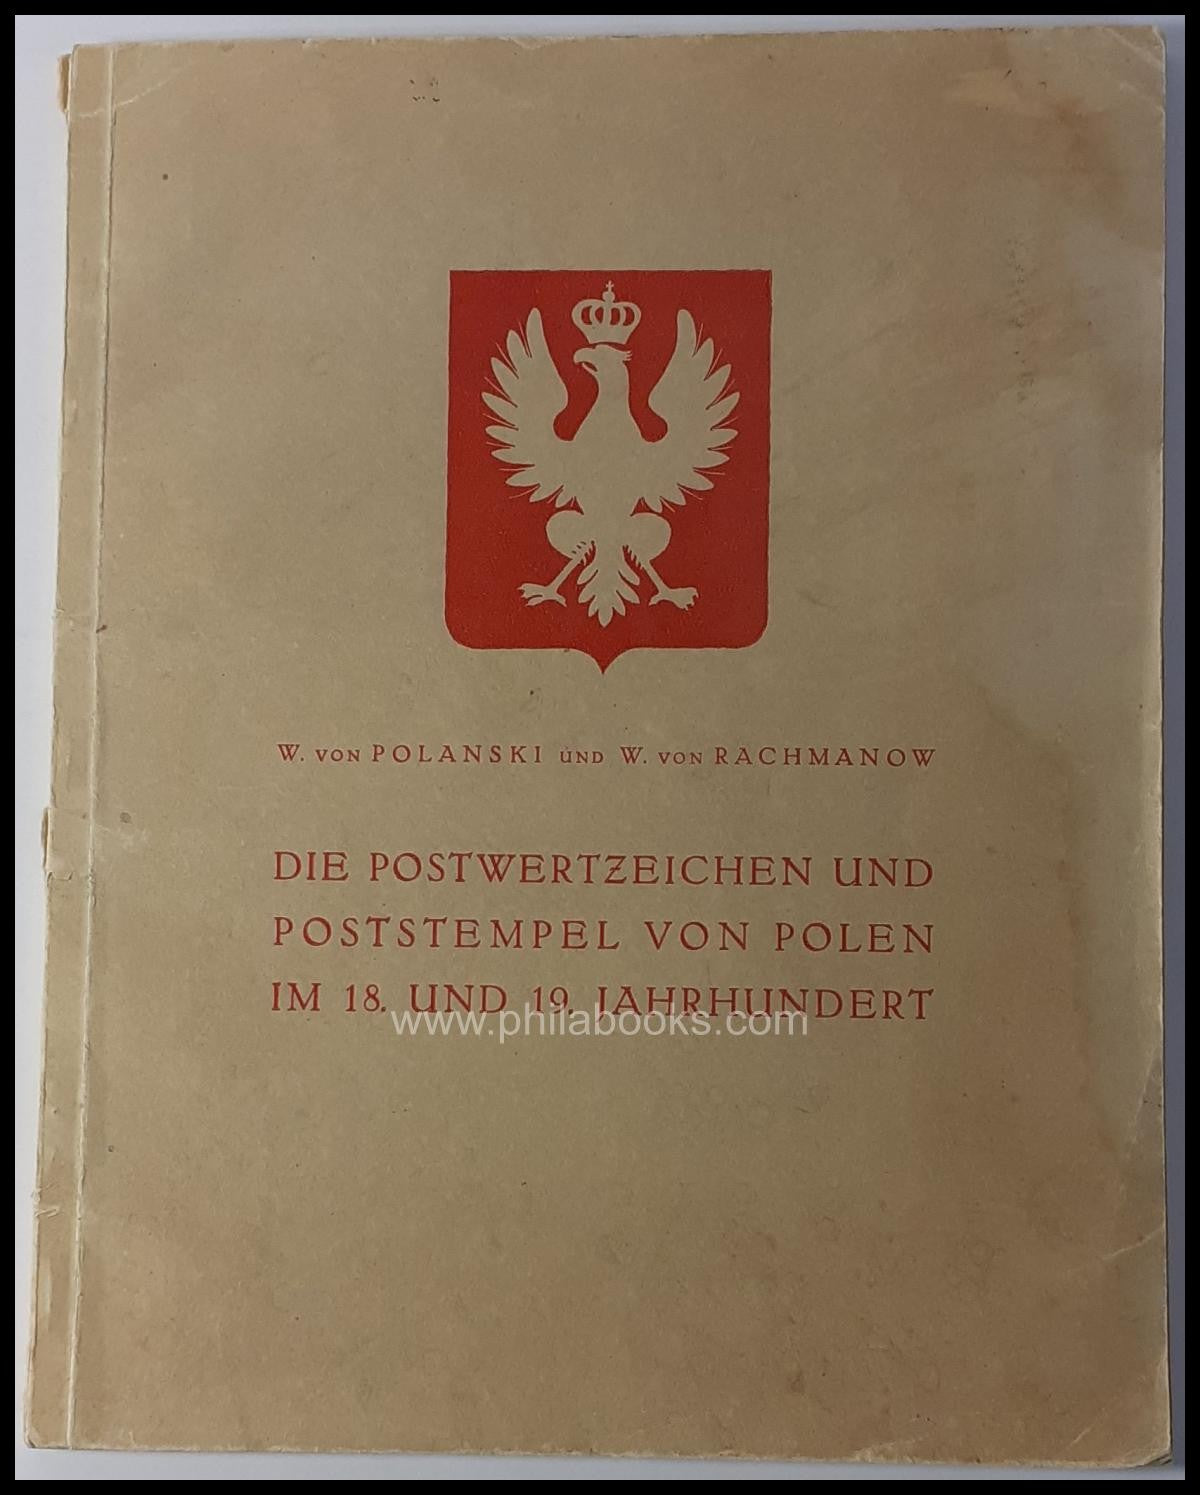 W. VON POLANSKI UND W. VON RACHMANOW
DIE POSTWERTZEICHEN UND
POSTSTEMPEL VON POLEN
IM 18. UND 19. JAHRHUNDERT
www.philabooks.com